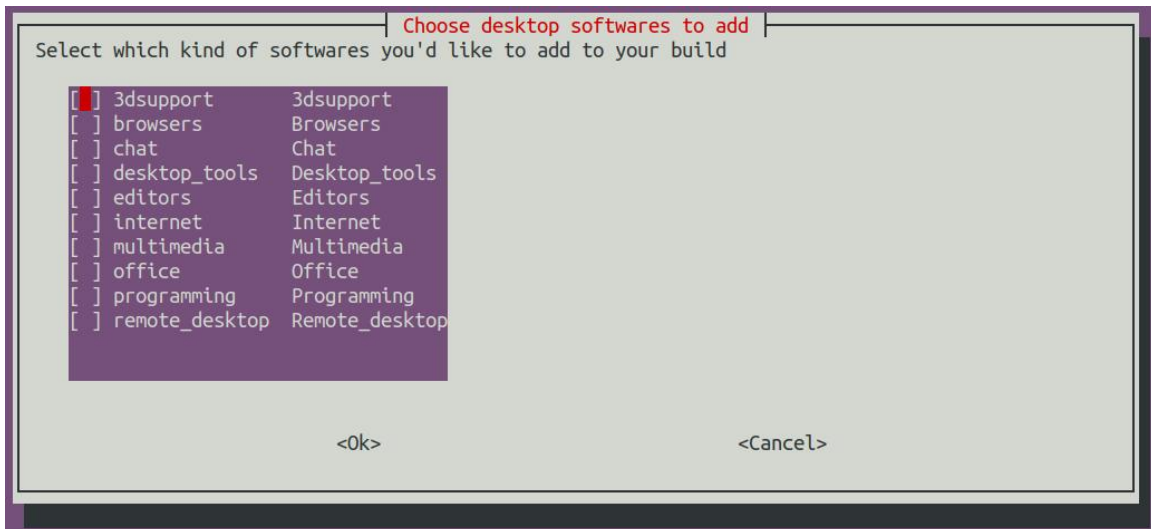 Choose desktop softwares to add
Select which kind of softwares you'd like to add to your build
[ ] 3dsupport 3dsupport
[ ] browsers Browsers
[ ] chat Chat
[ ] desktop_tools Desktop_tools
[ ] editors Editors
[ ] internet Internet
[ ] multimedia Multimedia
[ ] office Office
[ ] programming Programming
[ ] remote_desktop Remote_desktop
<Ok> <Cancel>